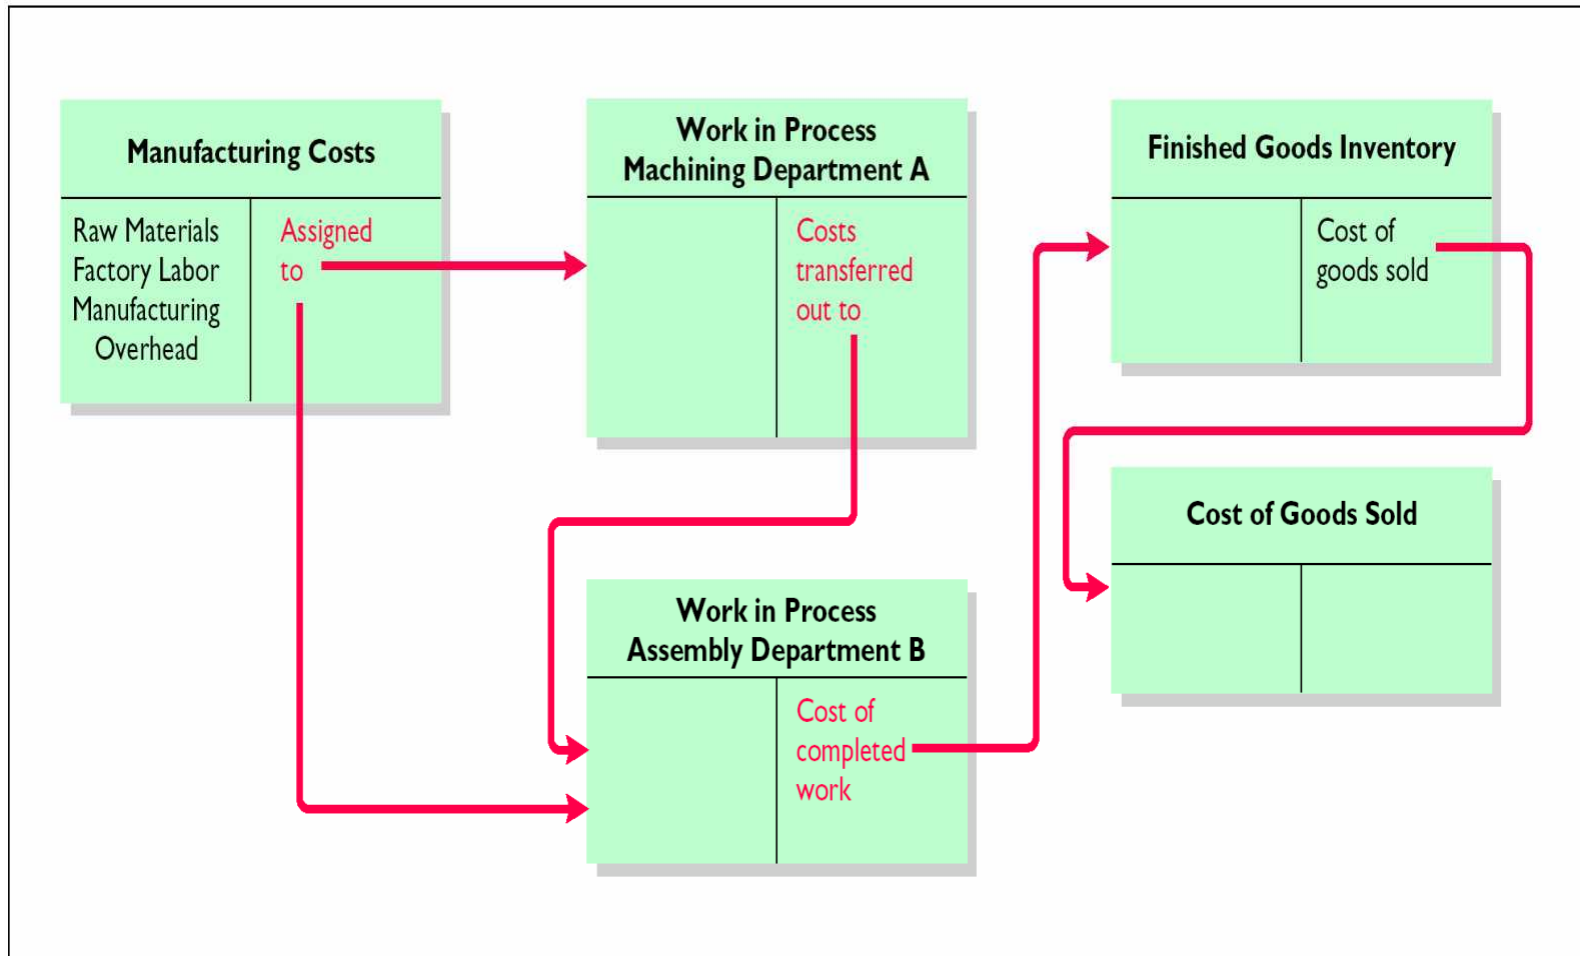 Manufacturing Costs
Raw Materials
Factory Labor
Manufacturing
Overhead
Assigned
to
Work in Process
Machining Department A
Costs
transferred
out to
Work in Process
Assembly Department B
Cost of
completed
work
Finished Goods Inventory
Cost of
goods sold
Cost of Goods Sold